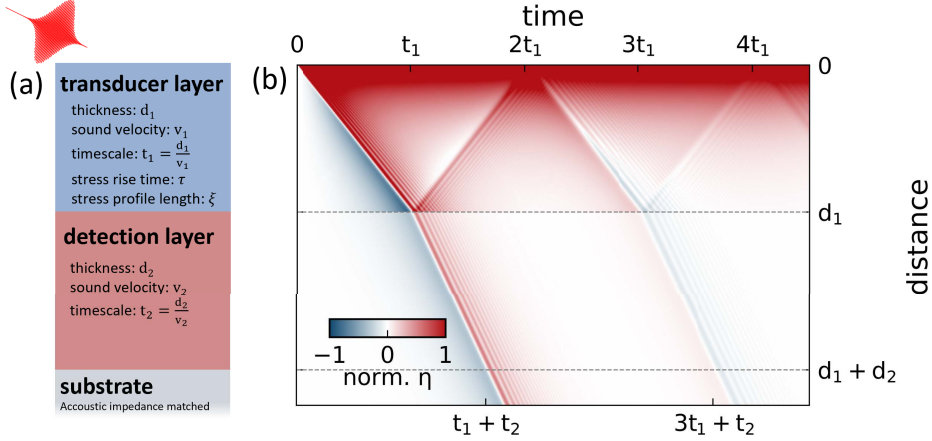 (a)
transducer layer
thickness: d₁
sound velocity: v₁
timescale: t₁ = d₁/v₁
stress rise time: τ
stress profile length: ξ
detection layer
thickness: d₂
sound velocity: v₂
timescale: t₂ = d₂/v₂
substrate
Accoustic impedance matched
(b)
time
0 t₁ 2t₁ 3t₁ 4t₁
0
d₁
distance
d₁ + d₂
−1 0 1
norm. η
t₁ + t₂ 3t₁ + t₂